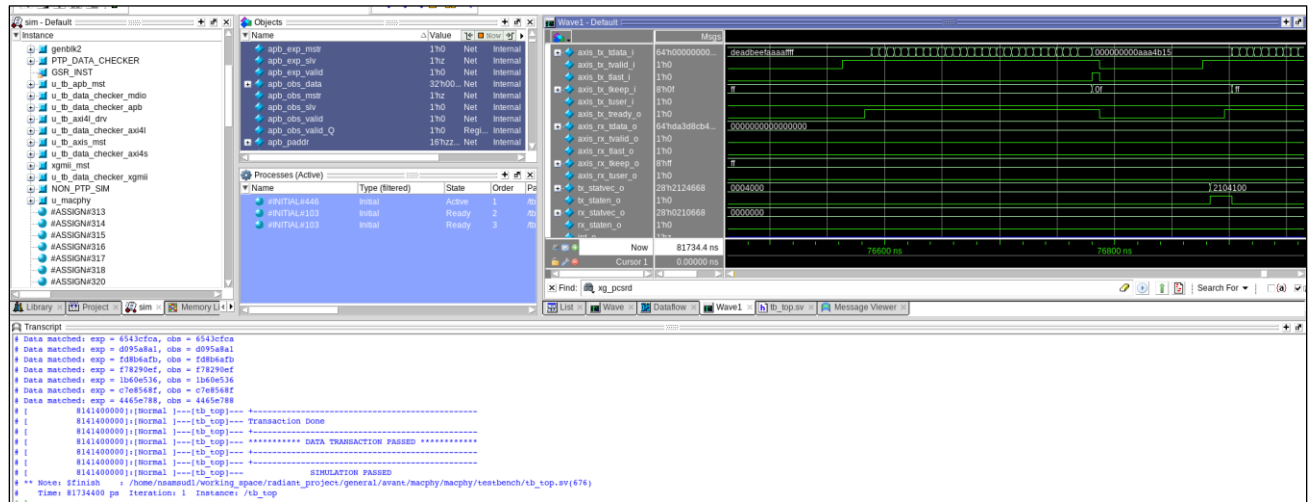 sim - Default
Instance
genblk2
PTP_DATA_CHECKER
GSR_INST
u_tb_apb_mst
u_tb_data_checker_mdio
u_tb_data_checker_apb
u_tb_axi4l_drv
u_tb_data_checker_axi4l
u_tb_axis_mst
u_tb_data_checker_axi4s
xgmii_mst
u_tb_data_checker_xgmii
NON_PTP_SIM
u_macphy
#ASSIGN#313
#ASSIGN#314
#ASSIGN#315
#ASSIGN#316
#ASSIGN#317
#ASSIGN#318
#ASSIGN#320
Library Project sim Memory Li
Objects
Name Value Now
apb_exp_mstr 1'h0 Net Internal
apb_exp_slv 1'hz Net Internal
apb_exp_valid 1'h0 Net Internal
apb_obs_data 32'h00... Net Internal
apb_obs_mstr 1'hz Net Internal
apb_obs_slv 1'h0 Net Internal
apb_obs_valid 1'h0 Net Internal
apb_obs_valid_Q 1'h0 Regi... Internal
apb_paddr 16'hzz... Net Internal
Processes (Active)
Name Type (filtered) State Order Pa
#INITIAL#446 Initial Active 1 /tb
#INITIAL#103 Initial Ready 2 /tb
#INITIAL#103 Initial Ready 3 /tb
Wave1 - Default
Msgs
axis_tx_tdata_i 64'h00000000... deadbeefaaaaffff 000000000aaa4b15
axis_tx_tvalid_i 1'h0
axis_tx_tlast_i 1'h0
axis_tx_tkeep_i 8'h0f ff 0f ff
axis_tx_tuser_i 1'h0
axis_tx_tready_o 1'h0
axis_rx_tdata_o 64'hda3d8cb4... 0000000000000000
axis_rx_tvalid_o 1'h0
axis_rx_tlast_o 1'h0
axis_rx_tkeep_o 8'hff ff
axis_rx_tuser_o 1'h0
tx_statvec_o 28'h2124668 0004000 2104100
tx_staten_o 1'h0
rx_statvec_o 28'h0210668 0000000
rx_staten_o 1'h0
Now 81734.4 ns 76600 ns 76800 ns
Cursor 1 0.00000 ns
Find: xg_pcsrd Search For (a)
List Wave Dataflow Wave1 tb_top.sv Message Viewer
Transcript
# Data matched: exp = 6543cfca, obs = 6543cfca
# Data matched: exp = d095a8a1, obs = d095a8a1
# Data matched: exp = fd8b6afb, obs = fd8b6afb
# Data matched: exp = f78290ef, obs = f78290ef
# Data matched: exp = 1b60e536, obs = 1b60e536
# Data matched: exp = c7e8568f, obs = c7e8568f
# Data matched: exp = 4465e788, obs = 4465e788
# [ 8141400000]:[Normal ]---[tb_top]--- +------------------------------------------------
# [ 8141400000]:[Normal ]---[tb_top]--- Transaction Done
# [ 8141400000]:[Normal ]---[tb_top]--- +------------------------------------------------
# [ 8141400000]:[Normal ]---[tb_top]--- *********** DATA TRANSACTION PASSED ************
# [ 8141400000]:[Normal ]---[tb_top]--- +------------------------------------------------
# [ 8141400000]:[Normal ]---[tb_top]--- +------------------------------------------------
# [ 8141400000]:[Normal ]---[tb_top]--- SIMULATION PASSED
# ** Note: $finish : /home/nsamsudl/working_space/radiant_project/general/avant/macphy/macphy/testbench/tb_top.sv(676)
# Time: 81734400 ps Iteration: 1 Instance: /tb_top